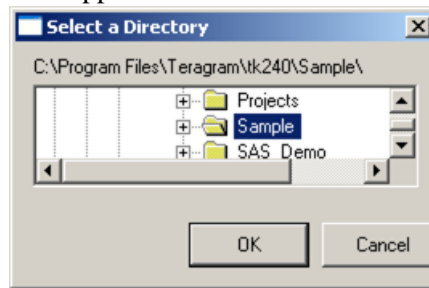 Select a Directory
C:\Program Files\Teragram\tk240\Sample\
Projects
Sample
SAS_Demo
OK Cancel